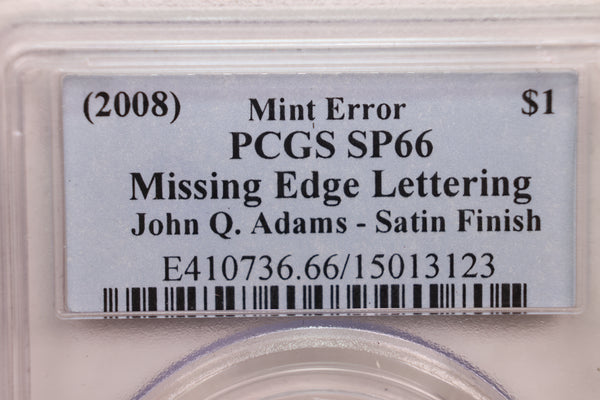 (2008) Mint Error $1
PCGS SP66
Missing Edge Lettering
John Q. Adams - Satin Finish
E410736.66/15013123